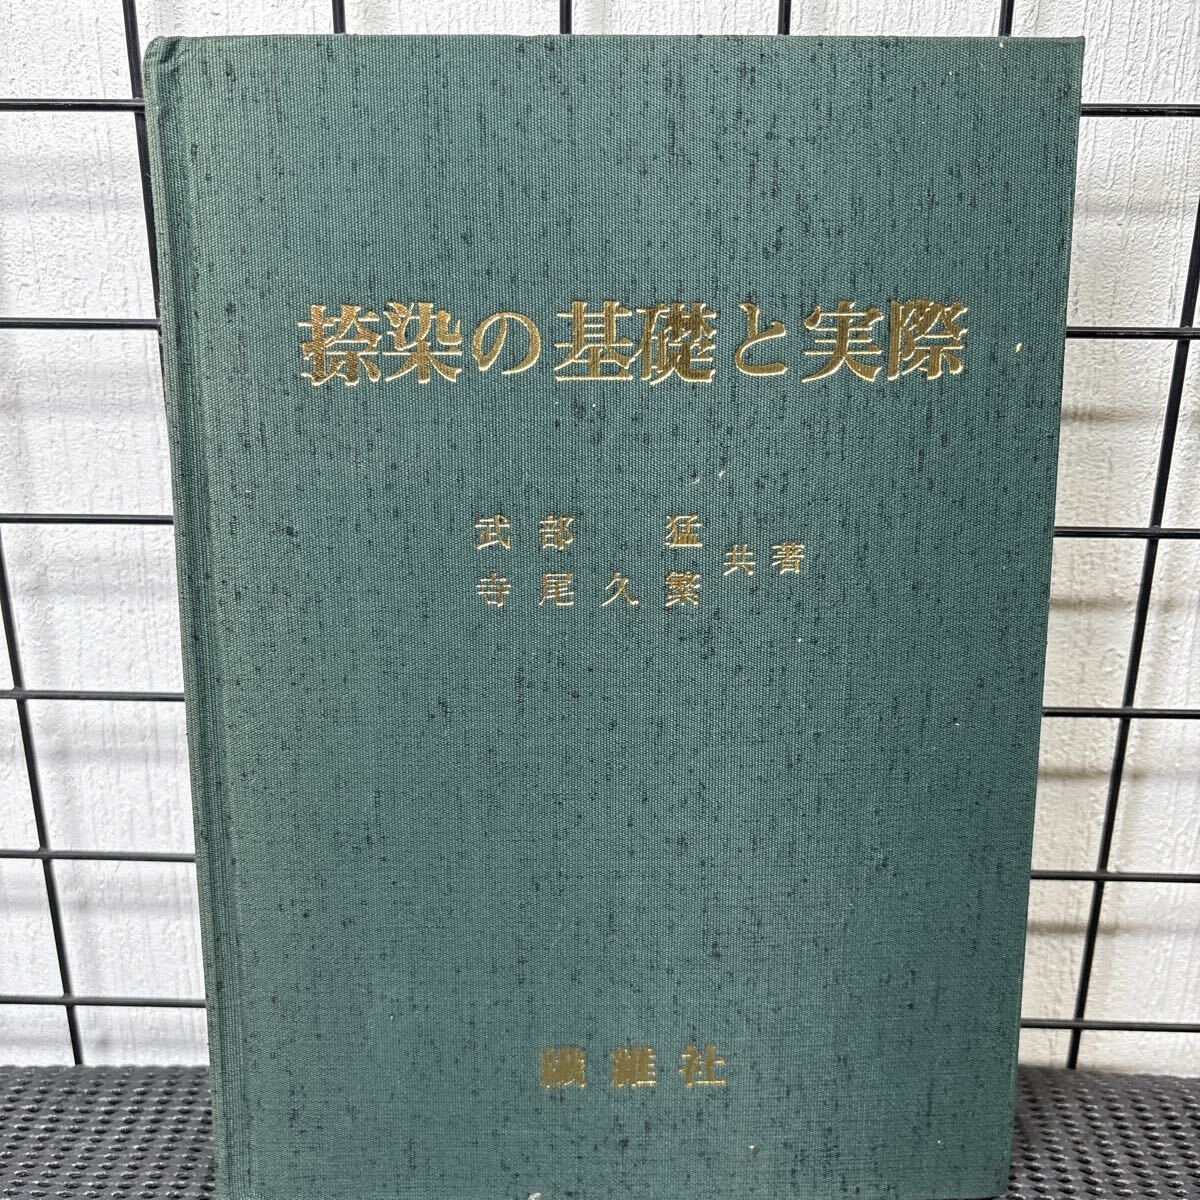 捺染の基礎と実際
武部 猛
寺尾久繁
共著
繊維社